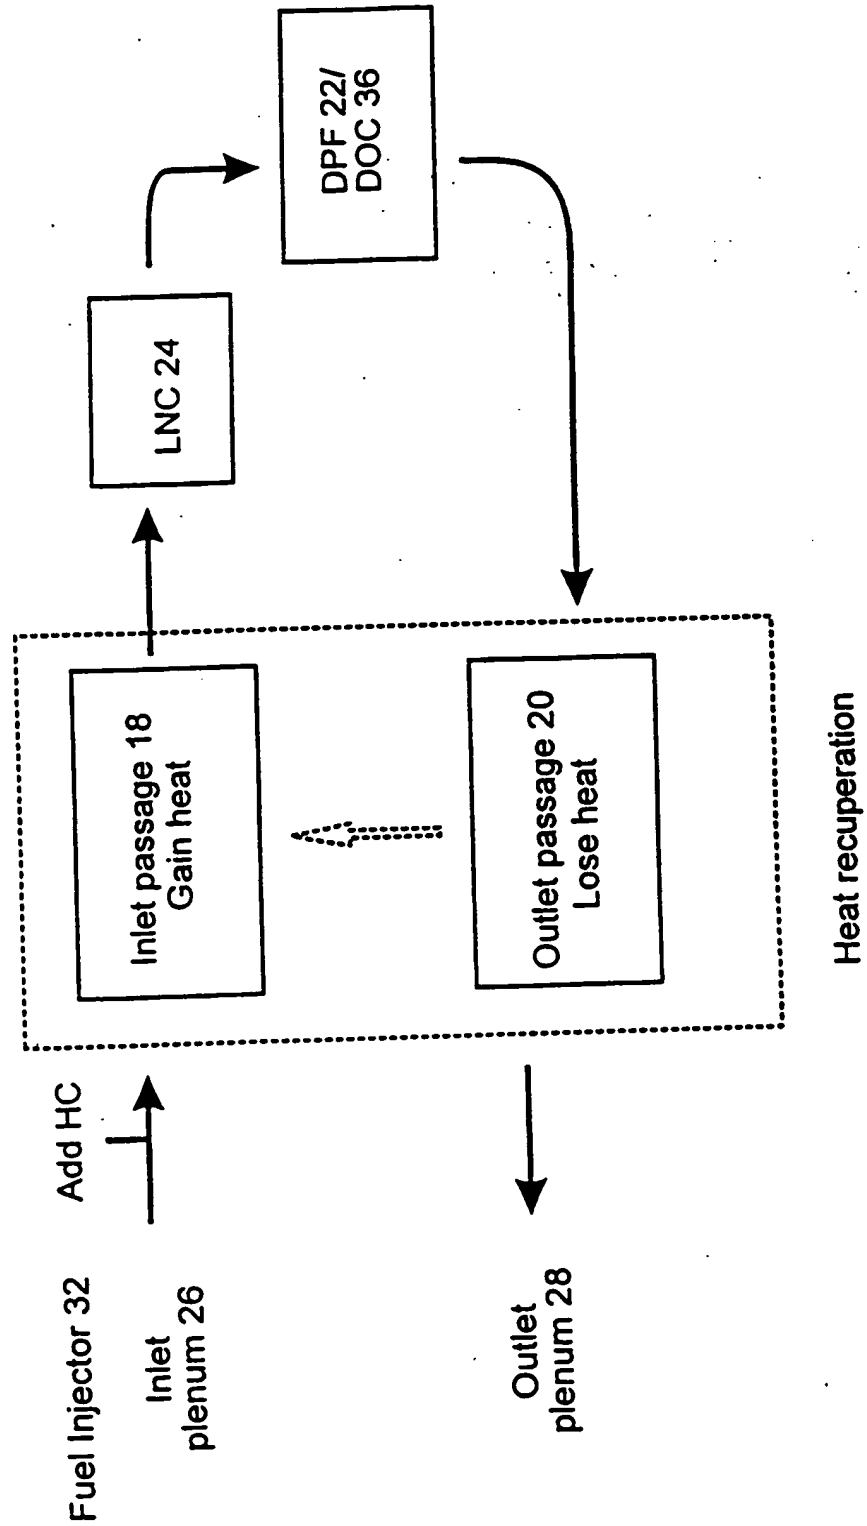 Fuel Injector 32
Add HC
Inlet
plenum 26
Inlet passage 18
Gain heat
LNC 24
DPF 22/
DOC 36
Outlet
plenum 28
Outlet passage 20
Lose heat
Heat recuperation